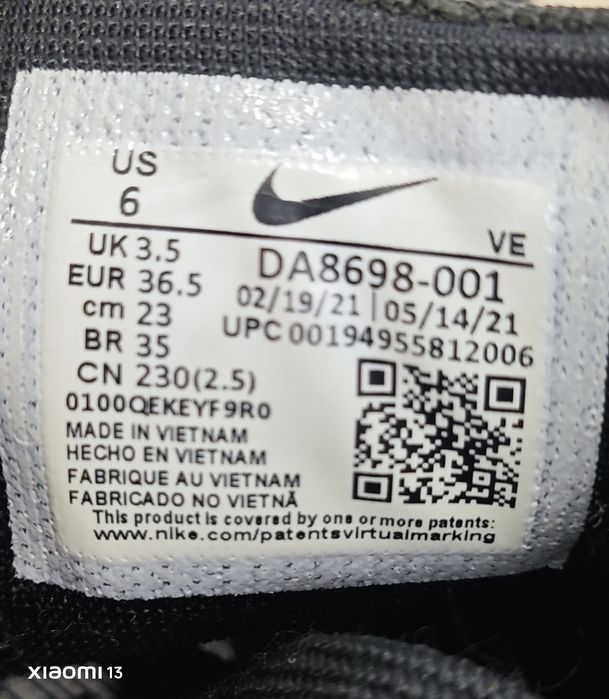 US
6
VE
UK 3.5
EUR 36.5
cm 23
BR 35
CN 230(2.5)
DA8698-001
02/19/21 | 05/14/21
UPC 00194955812006
0100QEKEYF9R0
MADE IN VIETNAM
HECHO EN VIETNAM
FABRIQUE AU VIETNAM
FABRICADO NO VIETNÃ
This product is covered by one or more patents:
www.nike.com/patentsvirtualmarking
XIAOMI 13